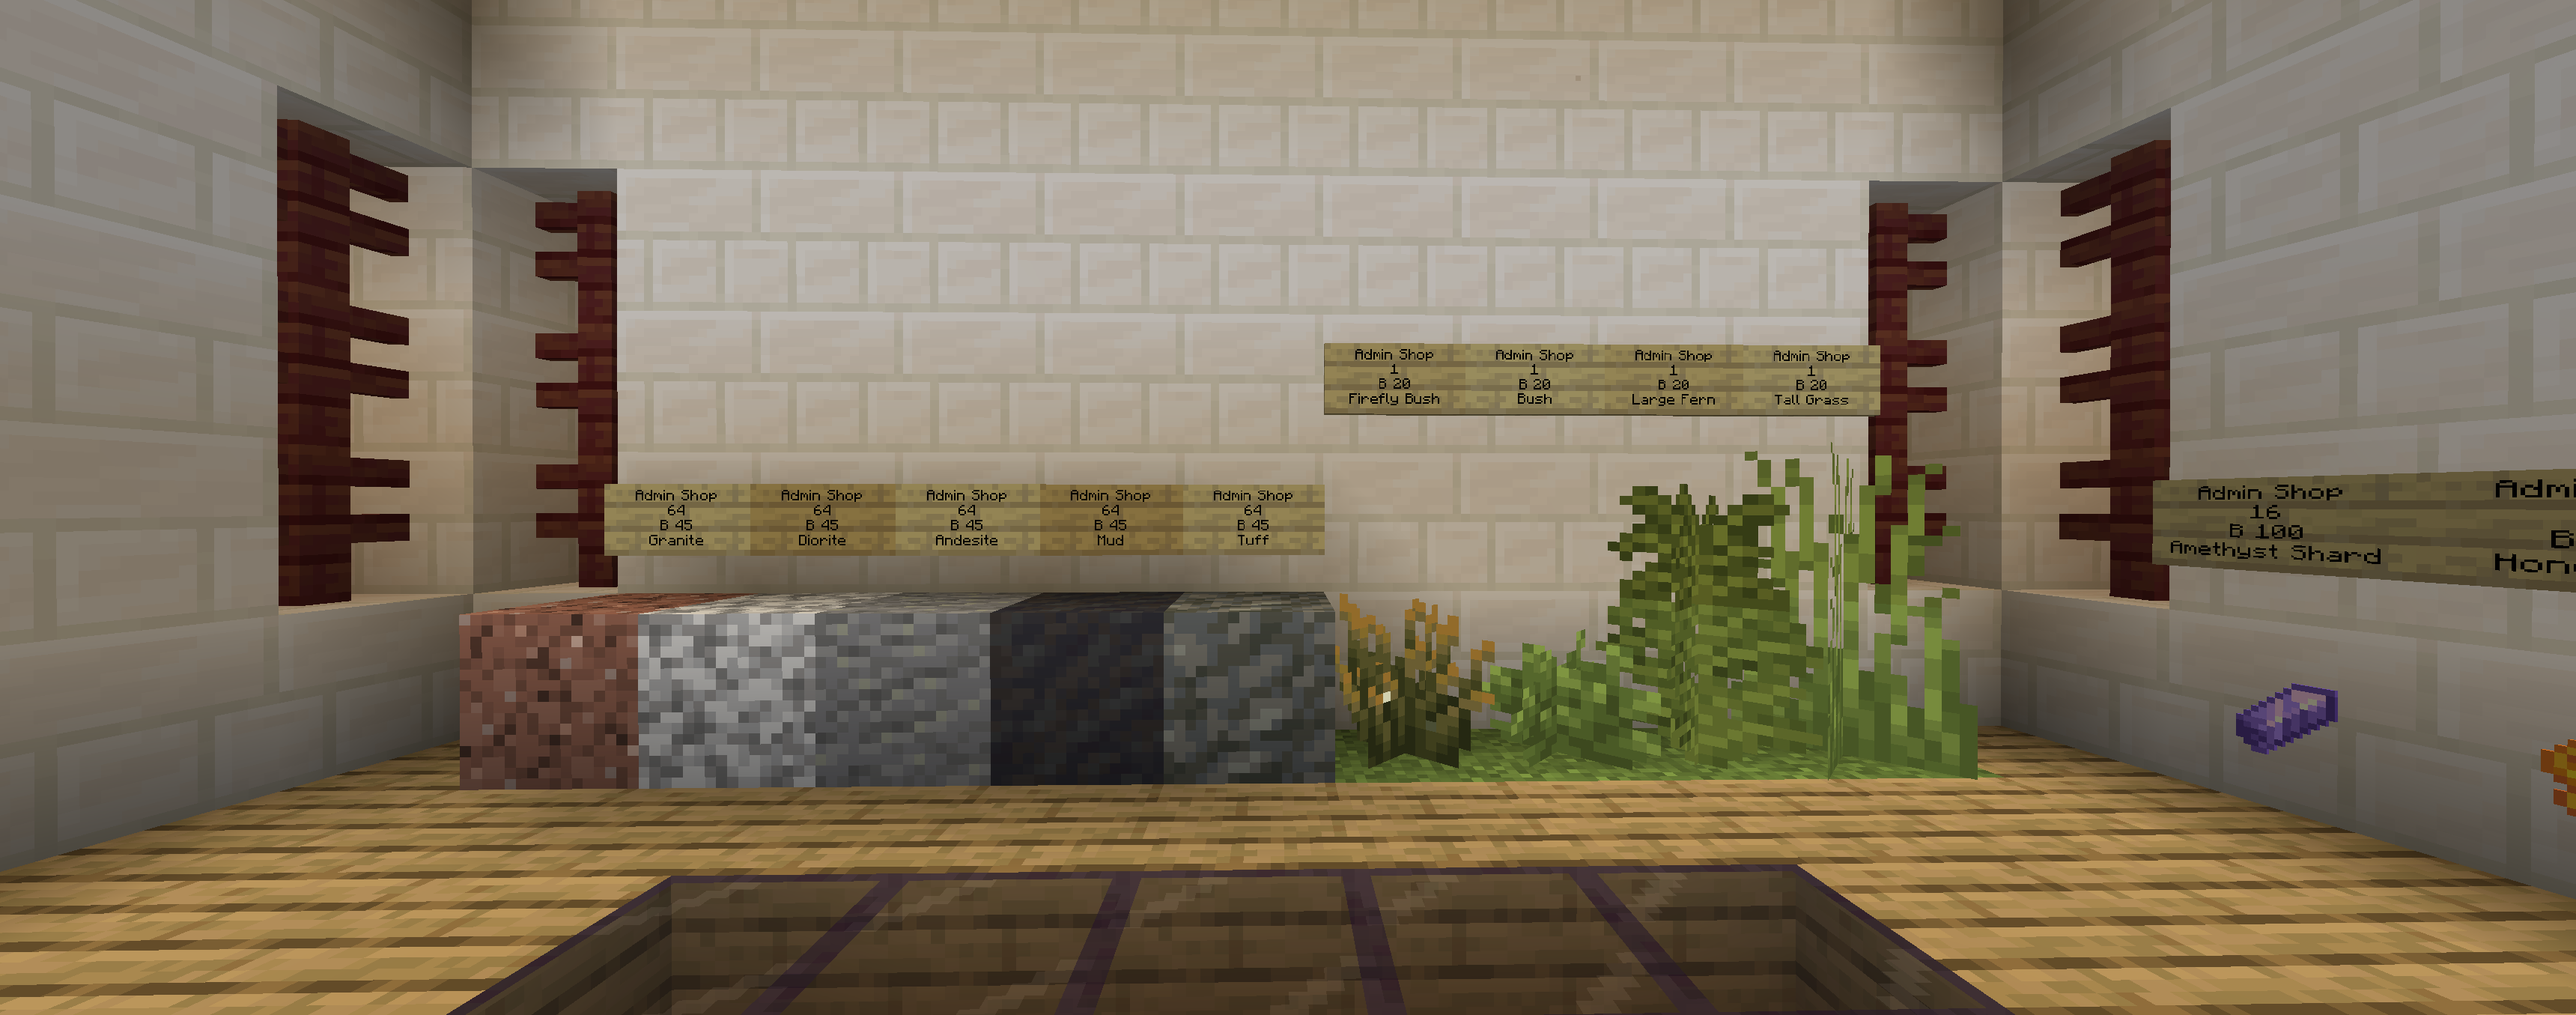 Admin Shop
1
B 20
Firefly Bush
Admin Shop
1
B 20
Bush
Admin Shop
1
B 20
Large Fern
Admin Shop
1
B 20
Tall Grass
Admin Shop
64
B 45
Granite
Admin Shop
64
B 45
Diorite
Admin Shop
64
B 45
Andesite
Admin Shop
64
B 45
Mud
Admin Shop
64
B 45
Tuff
Admin Shop
16
B 100
Amethyst Shard